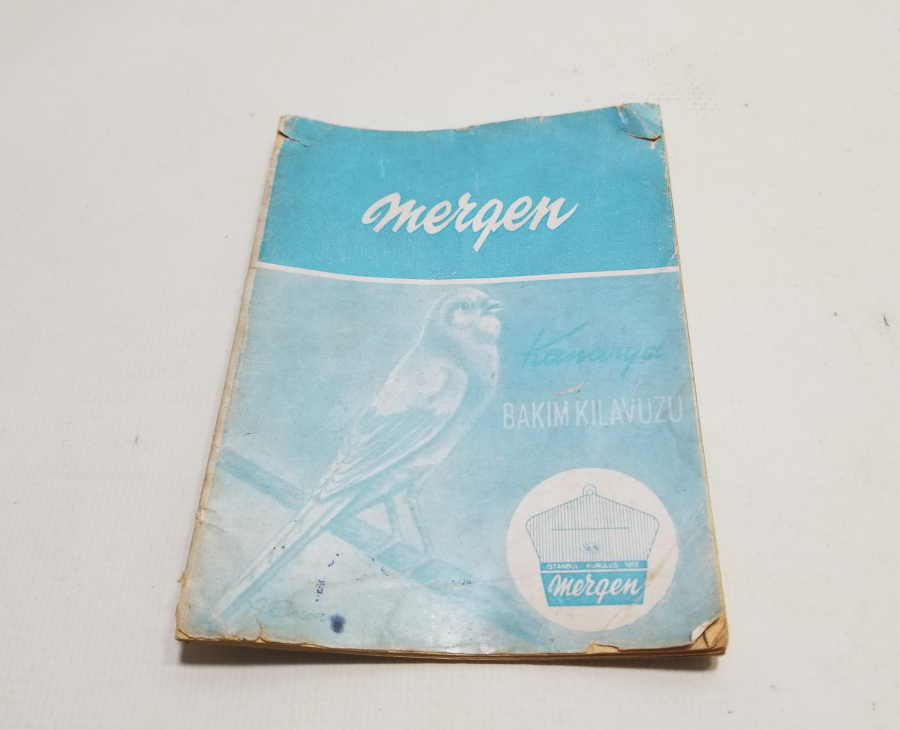 mergen
Kanarya
BAKIM KILAVUZU
İSTANBUL KURULUŞ 1952
Mergen